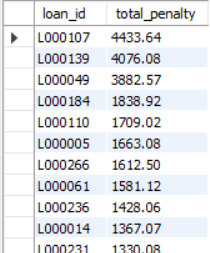 loan_id total_penalty
L000107 4433.64
L000139 4076.08
L000049 3882.57
L000184 1838.92
L000110 1709.02
L000005 1663.08
L000266 1612.50
L000061 1581.12
L000236 1428.06
L000014 1367.07
L000231 1330.08